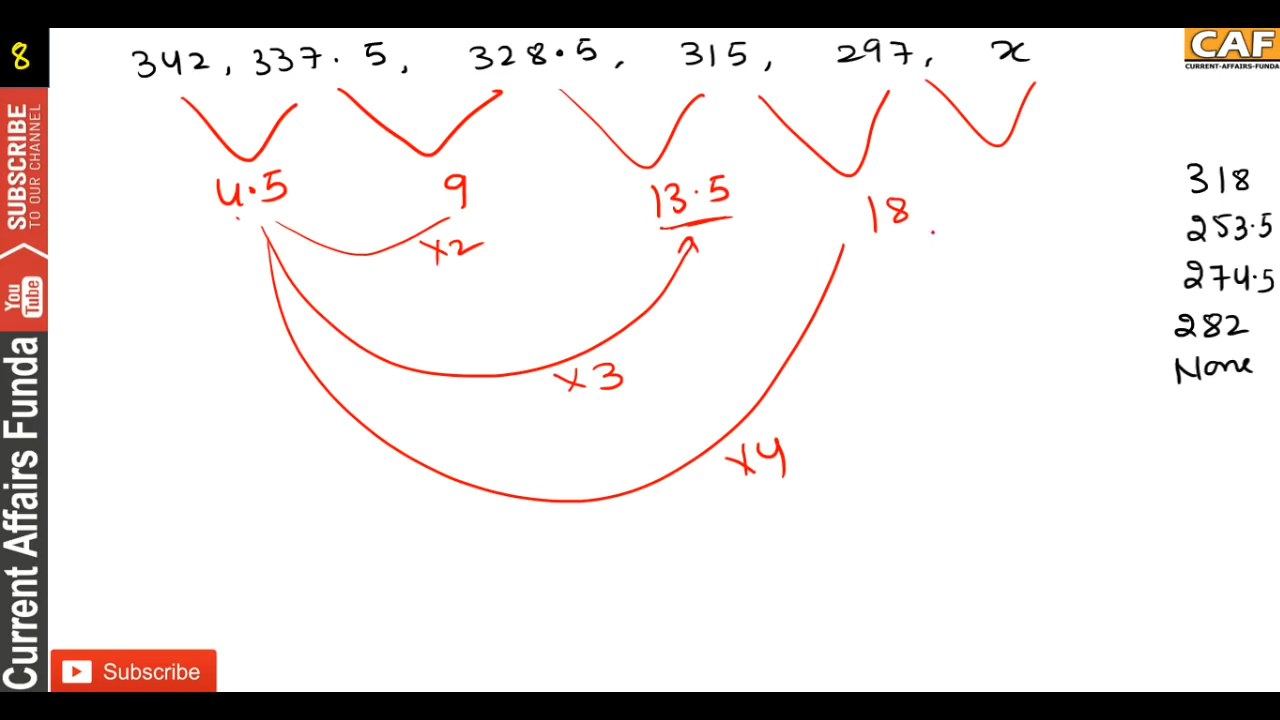 8
342, 337.5, 328.5, 315, 297, x
CAF
CURRENT-AFFAIRS-FUNDA
4.5 9 13.5 18
×2
×3
×4
318
253.5
274.5
282
None
SUBSCRIBE
TO OUR CHANNEL
You
Tube
Current Affairs Funda
Subscribe